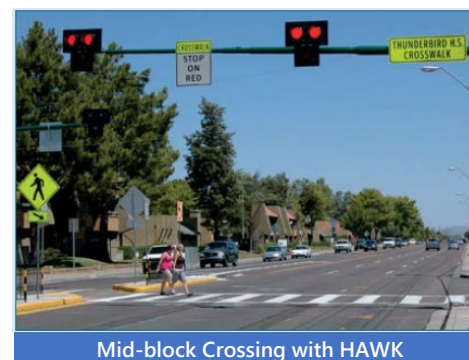 CROSSWALK
STOP
ON
RED
THUNDERBIRD H.S.
CROSSWALK
Mid-block Crossing with HAWK